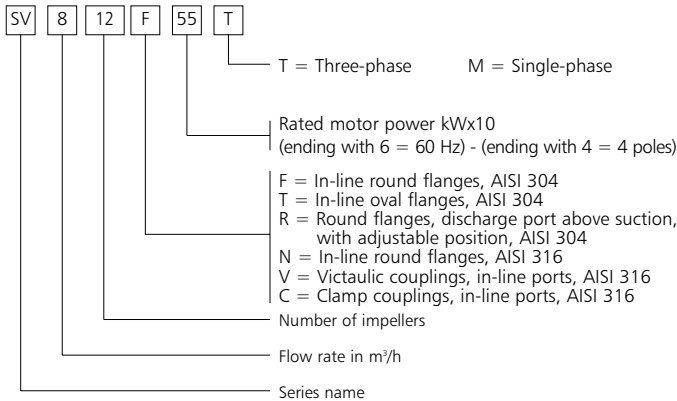 SV 8 12 F 55 T
T = Three-phase M = Single-phase
Rated motor power kWx10
(ending with 6 = 60 Hz) - (ending with 4 = 4 poles)
F = In-line round flanges, AISI 304
T = In-line oval flanges, AISI 304
R = Round flanges, discharge port above suction,
with adjustable position, AISI 304
N = In-line round flanges, AISI 316
V = Victaulic couplings, in-line ports, AISI 316
C = Clamp couplings, in-line ports, AISI 316
Number of impellers
Flow rate in m³/h
Series name